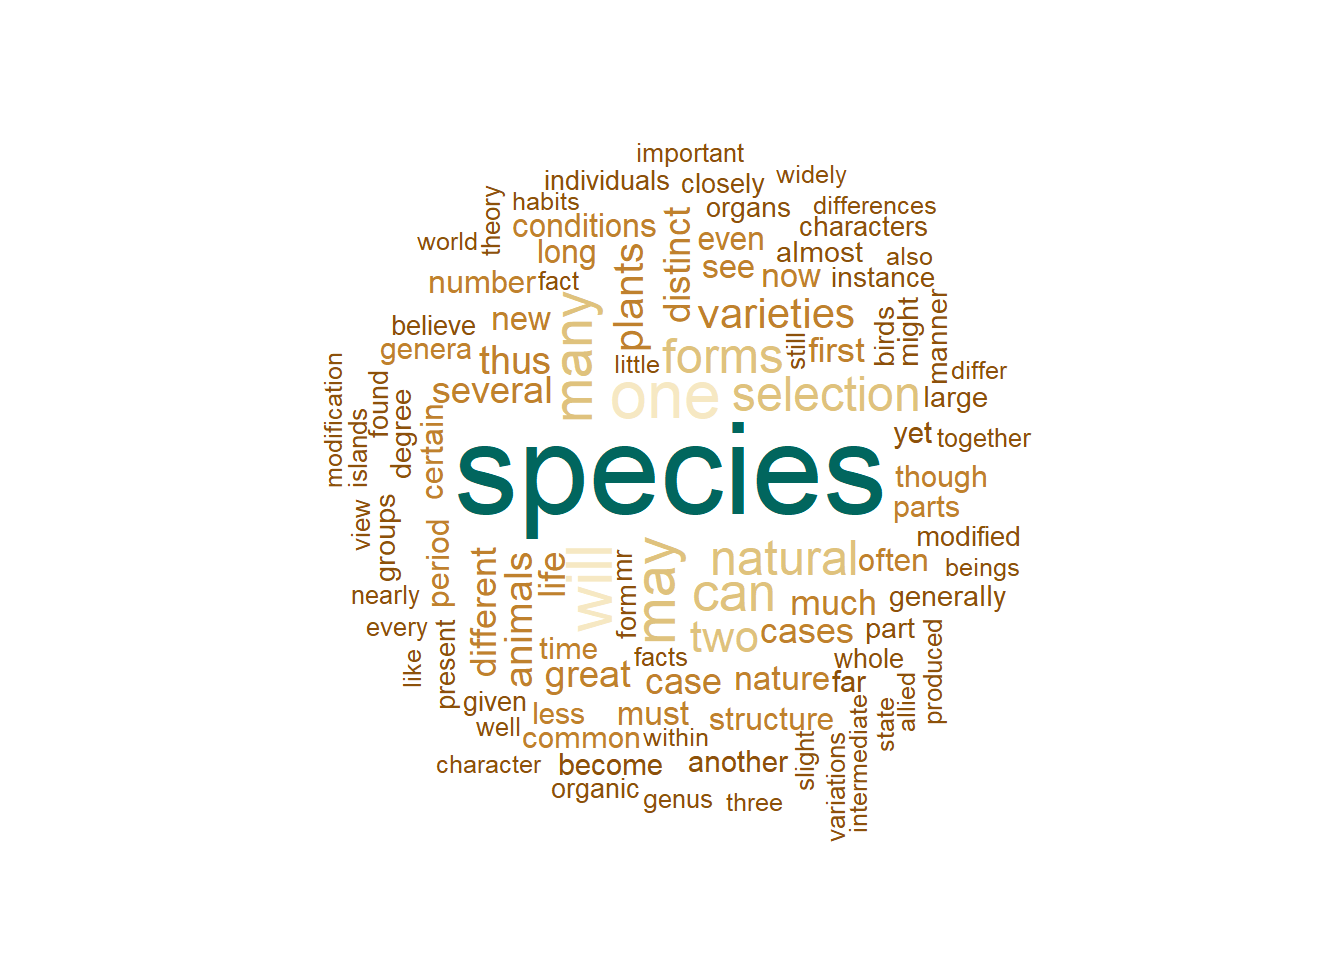 important
individuals
closely
widely
habits
theory
organs
differences
conditions
distinct
characters
world
long
plants
even
almost
also
number
fact
see
now
instance
many
varieties
believe
new
birds
might
manner
genera
thus
little
forms
still
first
differ
modification
found
several
one
selection
large
islands
degree
certain
species
yet
together
though
parts
view
groups
period
different
animals
life
will
mr
may
natural
often
modified
beings
nearly
form
can
much
generally
every
time
two
cases
part
like
present
great
facts
case
nature
whole
far
produced
given
less
must
structure
allied
well
common
within
state
character
become
another
slight
variations
intermediate
organic
genus
three